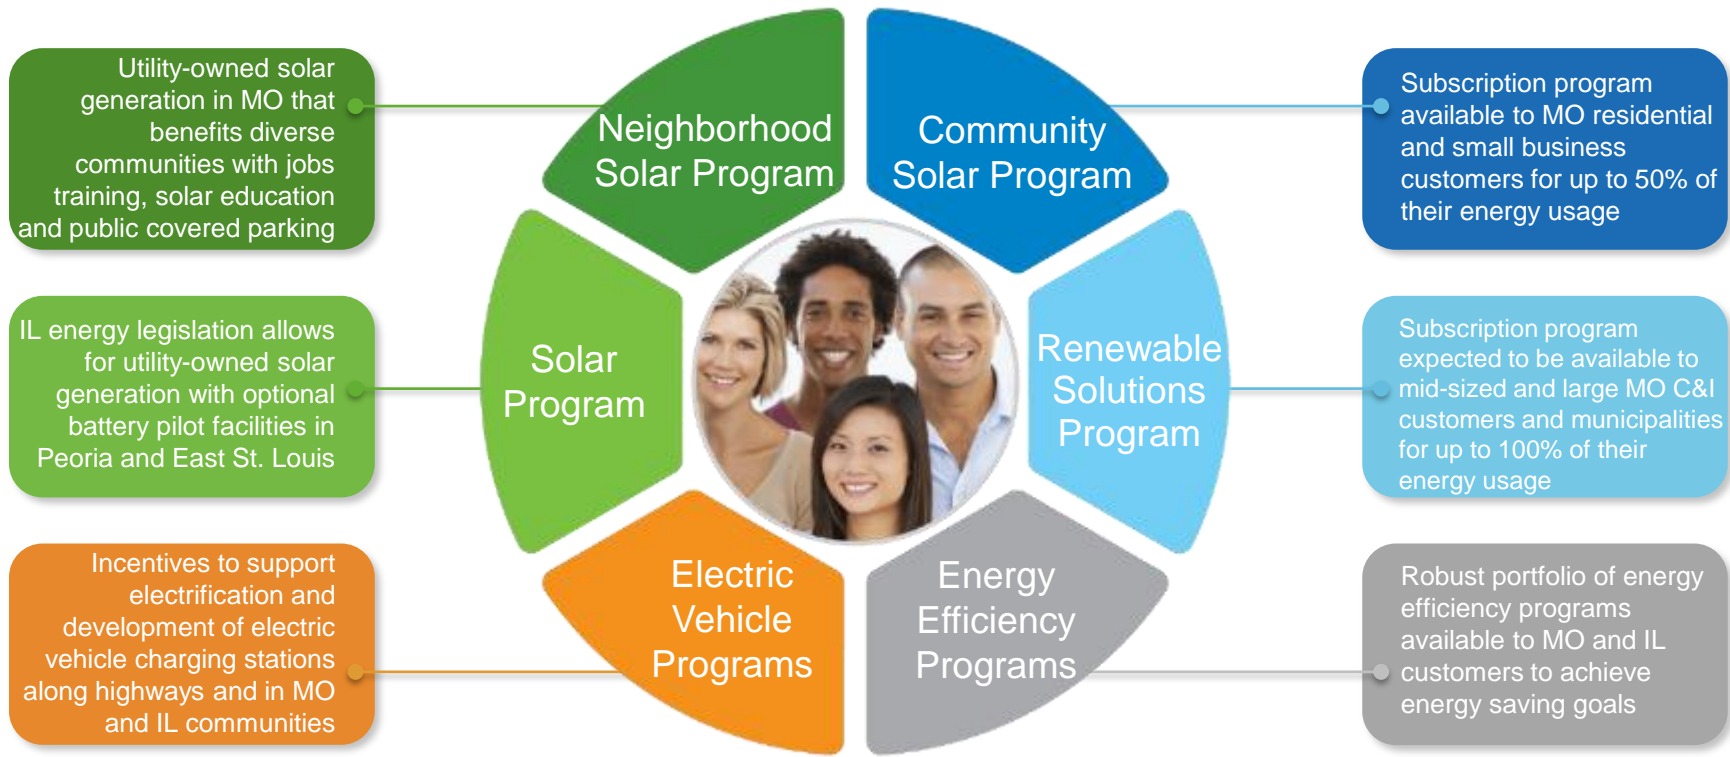 Utility-owned solar
generation in MO that
benefits diverse
communities with jobs
training, solar education
and public covered parking
Neighborhood
Solar Program
Community
Solar Program
Subscription program
available to MO residential
and small business
customers for up to 50% of
their energy usage
IL energy legislation allows
for utility-owned solar
generation with optional
battery pilot facilities in
Peoria and East St. Louis
Solar
Program
Renewable
Solutions
Program
Subscription program
expected to be available to
mid-sized and large MO C&I
customers and municipalities
for up to 100% of their
energy usage
Incentives to support
electrification and
development of electric
vehicle charging stations
along highways and in MO
and IL communities
Electric
Vehicle
Programs
Energy
Efficiency
Programs
Robust portfolio of energy
efficiency programs
available to MO and IL
customers to achieve
energy saving goals